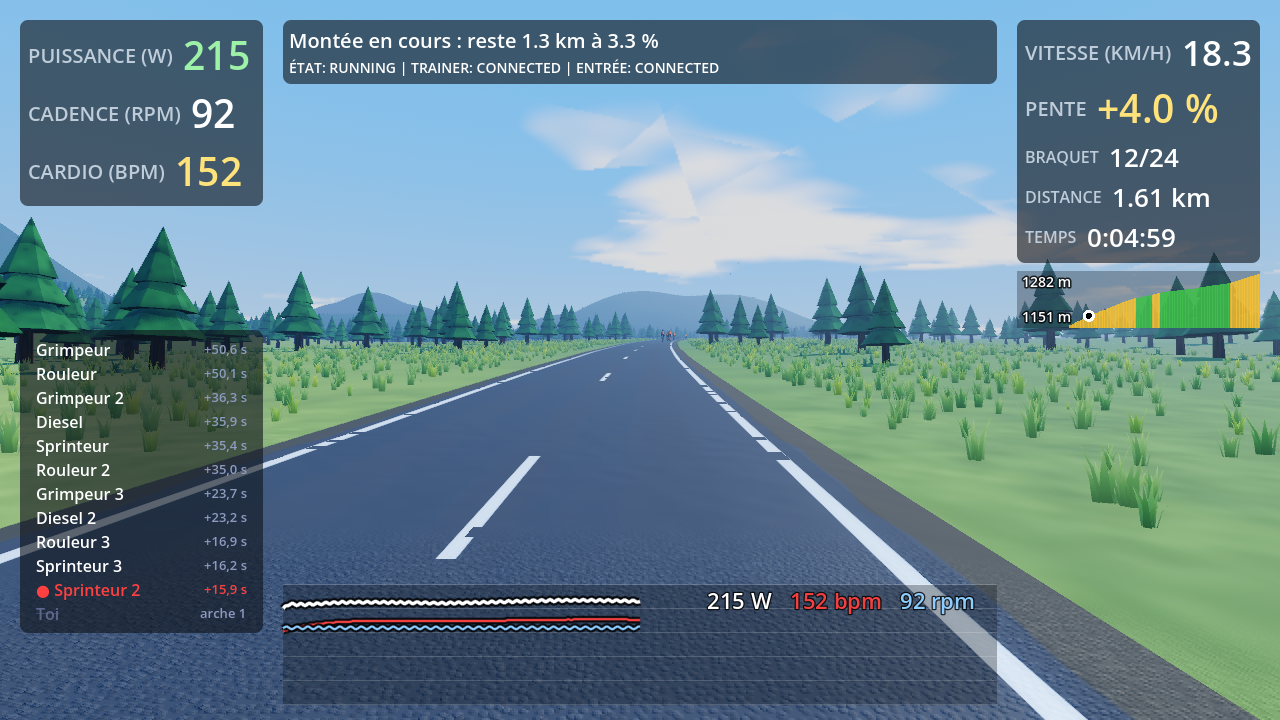 PUISSANCE (W) 215
CADENCE (RPM) 92
CARDIO (BPM) 152
Montée en cours : reste 1.3 km à 3.3 %
ÉTAT: RUNNING | TRAINER: CONNECTED | ENTRÉE: CONNECTED
VITESSE (KM/H) 18.3
PENTE +4.0 %
BRAQUET 12/24
DISTANCE 1.61 km
TEMPS 0:04:59
1282 m
1151 m
Grimpeur +50,6 s
Rouleur +50,1 s
Grimpeur 2 +36,3 s
Diesel +35,9 s
Sprinteur +35,4 s
Rouleur 2 +35,0 s
Grimpeur 3 +23,7 s
Diesel 2 +23,2 s
Rouleur 3 +16,9 s
Sprinteur 3 +16,2 s
Sprinteur 2 +15,9 s
Toi arche 1
215 W 152 bpm 92 rpm